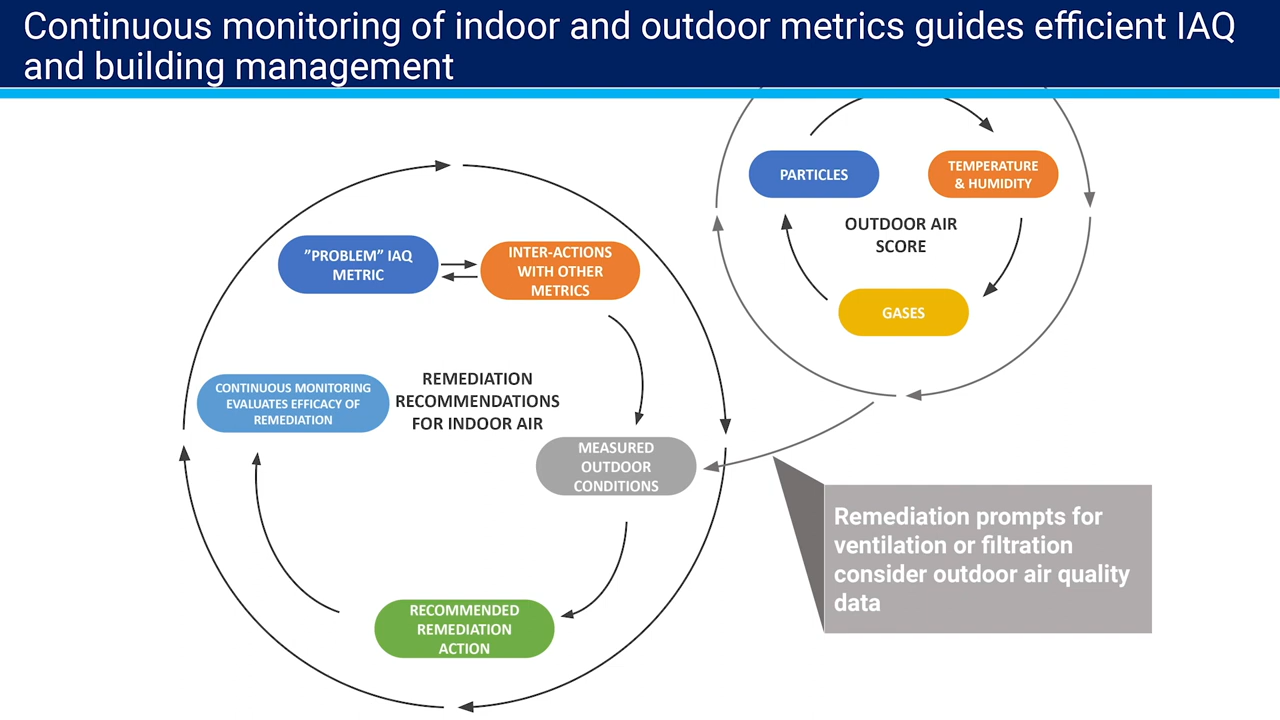 Continuous monitoring of indoor and outdoor metrics guides efficient IAQ
and building management
PARTICLES
TEMPERATURE
& HUMIDITY
OUTDOOR AIR
SCORE
GASES
”PROBLEM” IAQ
METRIC
INTER-ACTIONS
WITH OTHER
METRICS
CONTINUOUS MONITORING
EVALUATES EFFICACY OF
REMEDIATION
REMEDIATION
RECOMMENDATIONS
FOR INDOOR AIR
MEASURED
OUTDOOR
CONDITIONS
RECOMMENDED
REMEDIATION
ACTION
Remediation prompts for
ventilation or filtration
consider outdoor air quality
data